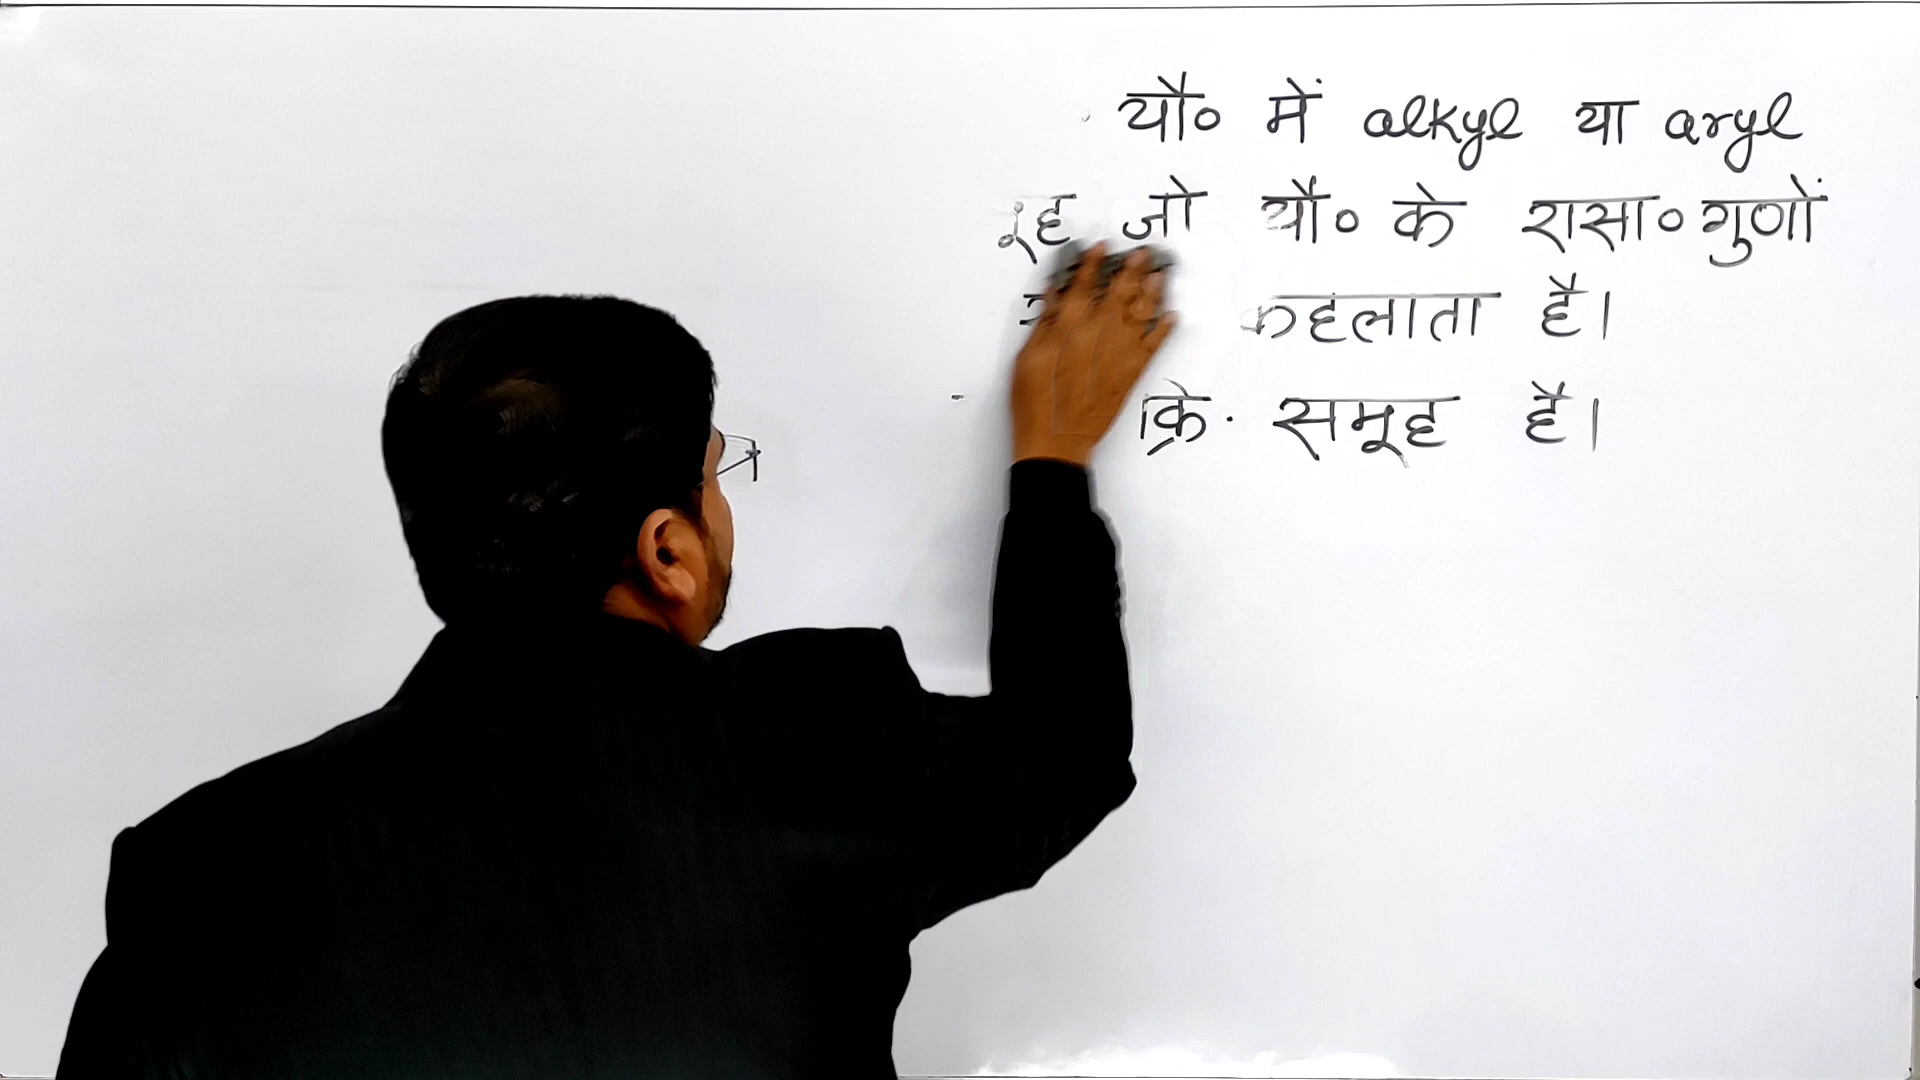 यौ० में alkyl या aryl
जो यौ० के रासा० गुणों
कहलाता है।
क्रि. समूह है।